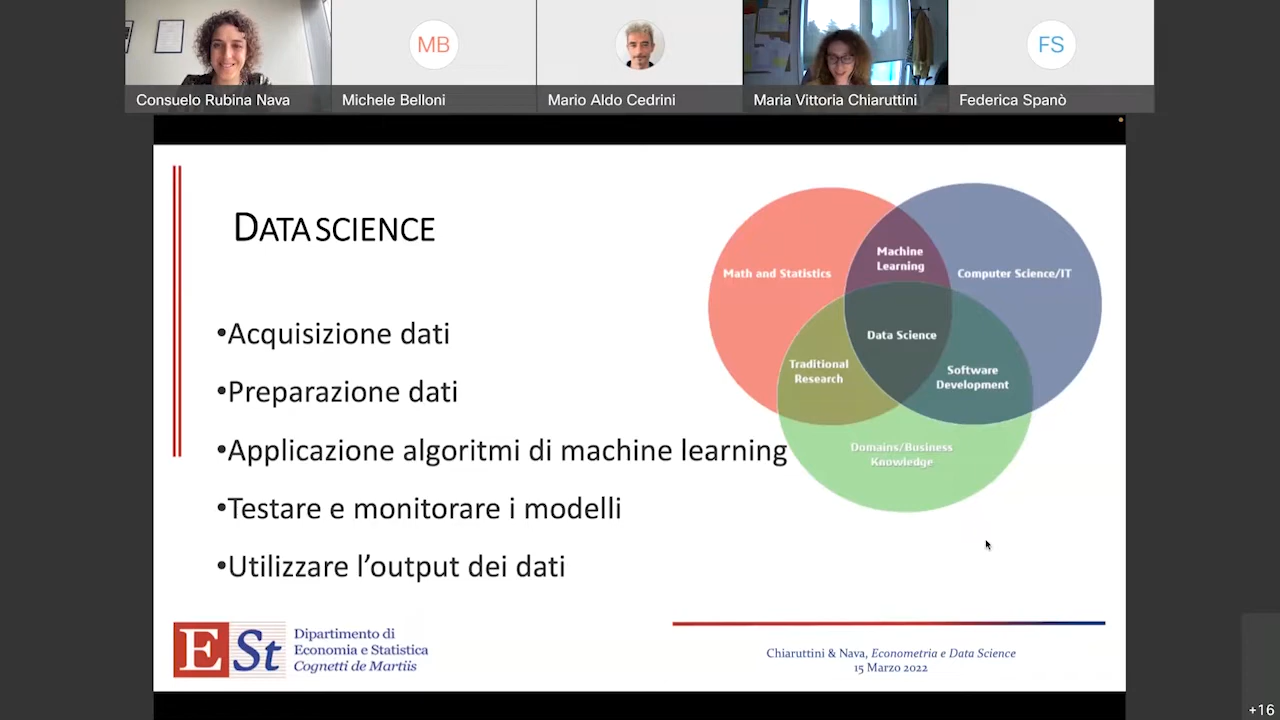 MB
FS
Consuelo Rubina Nava
Michele Belloni
Mario Aldo Cedrini
Maria Vittoria Chiaruttini
Federica Spanò
DATA SCIENCE
•Acquisizione dati
•Preparazione dati
•Applicazione algoritmi di machine learning
•Testare e monitorare i modelli
•Utilizzare l’output dei dati
Math and Statistics
Machine
Learning
Computer Science/IT
Data Science
Traditional
Research
Software
Development
Domains/Business
Knowledge
ESt
Dipartimento di
Economia e Statistica
Cognetti de Martiis
Chiaruttini & Nava, Econometria e Data Science
15 Marzo 2022
+16